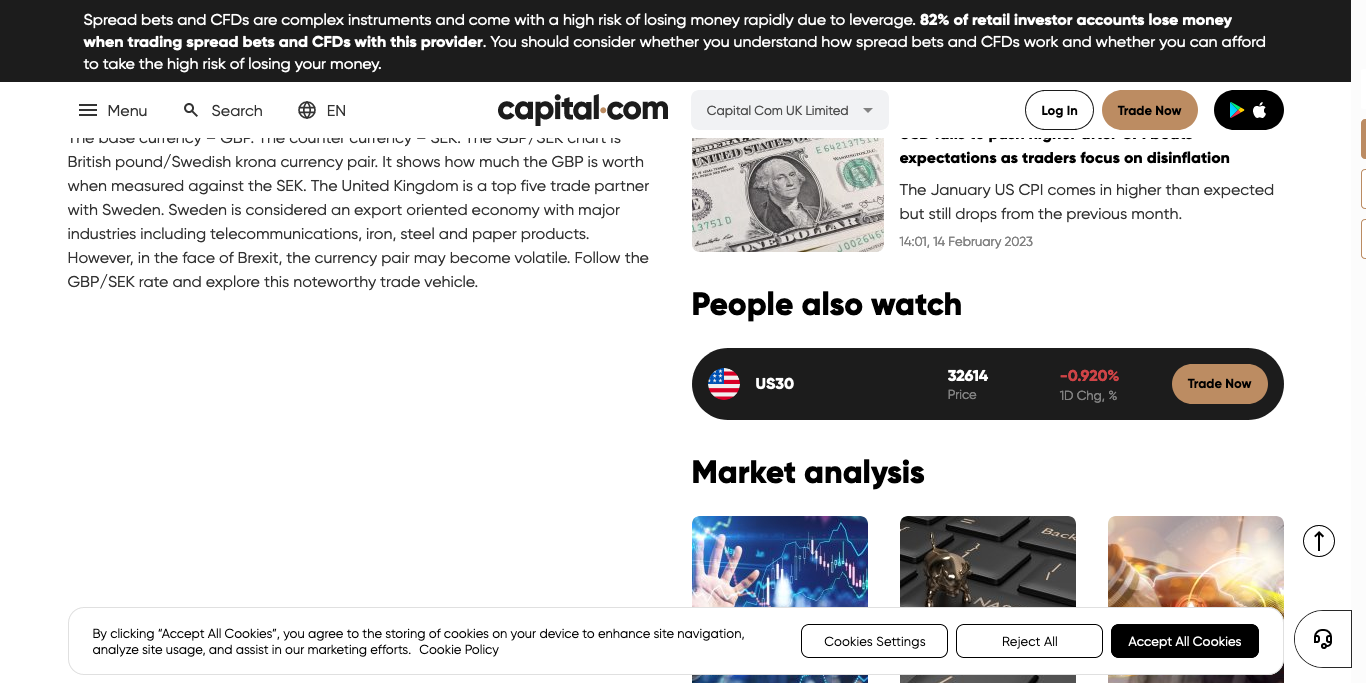 Spread bets and CFDs are complex instruments and come with a high risk of losing money rapidly due to leverage. 82% of retail investor accounts lose money
when trading spread bets and CFDs with this provider. You should consider whether you understand how spread bets and CFDs work and whether you can afford
to take the high risk of losing your money.
Menu
Search
EN
capital.com
Capital Com UK Limited
Log In
Trade Now
The base currency – GBP. The counter currency – SEK. The GBP/SEK chart is
British pound/Swedish krona currency pair. It shows how much the GBP is worth
when measured against the SEK. The United Kingdom is a top five trade partner
with Sweden. Sweden is considered an export oriented economy with major
industries including telecommunications, iron, steel and paper products.
However, in the face of Brexit, the currency pair may become volatile. Follow the
GBP/SEK rate and explore this noteworthy trade vehicle.
expectations as traders focus on disinflation
The January US CPI comes in higher than expected
but still drops from the previous month.
14:01, 14 February 2023
People also watch
US30
32614
Price
-0.920%
1D Chg, %
Trade Now
Market analysis
Back
By clicking “Accept All Cookies”, you agree to the storing of cookies on your device to enhance site navigation,
analyze site usage, and assist in our marketing efforts. Cookie Policy
Cookies Settings
Reject All
Accept All Cookies